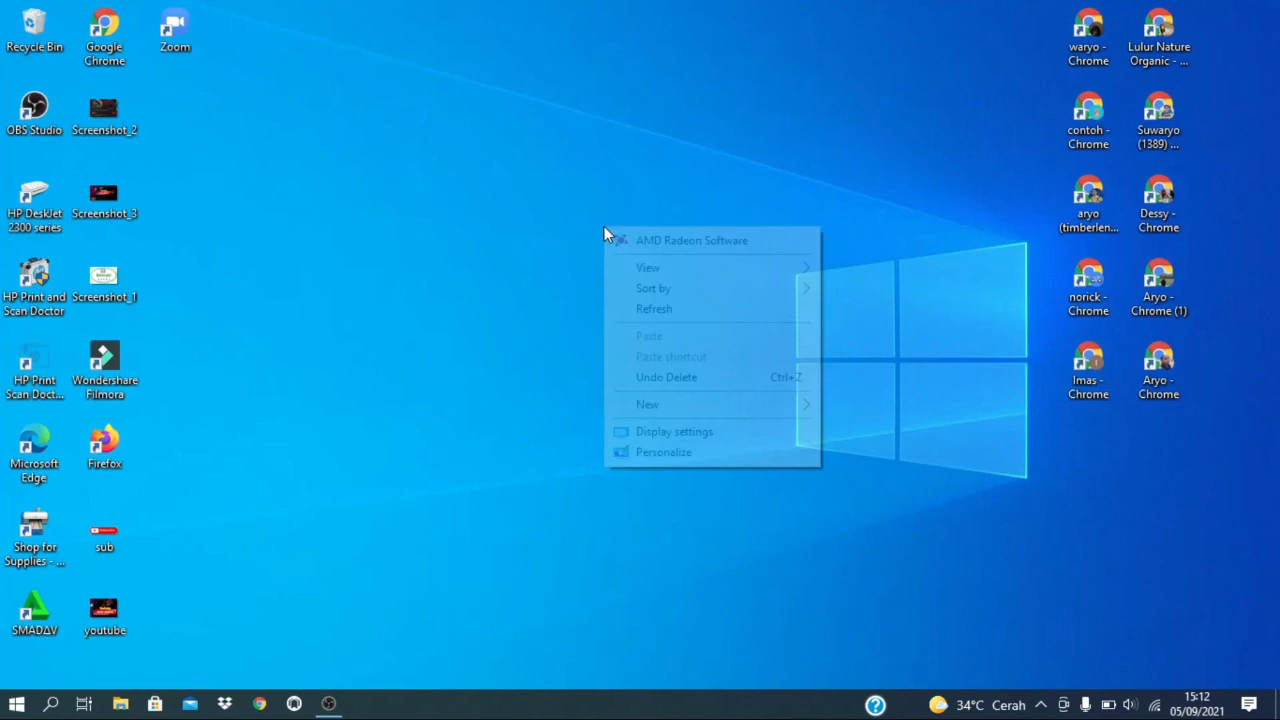 Recycle Bin
Google
Chrome
Zoom
OBS Studio
Screenshot_2
HP DeskJet
2300 series
Screenshot_3
HP Print and
Scan Doctor
Screenshot_1
HP Print
Scan Doct...
Wondershare
Filmora
Microsoft
Edge
Firefox
Shop for
Supplies - ...
sub
SMADΔV
youtube
AMD Radeon Software
View
Sort by
Refresh
Paste
Paste shortcut
Undo Delete Ctrl+Z
New
Display settings
Personalize
waryo -
Chrome
Lulur Nature
Organic - ...
contoh -
Chrome
Suwaryo
(1389) ...
aryo
(timberlen...
Dessy -
Chrome
norick -
Chrome
Aryo -
Chrome (1)
Imas -
Chrome
Aryo -
Chrome
34°C Cerah
15:12
05/09/2021